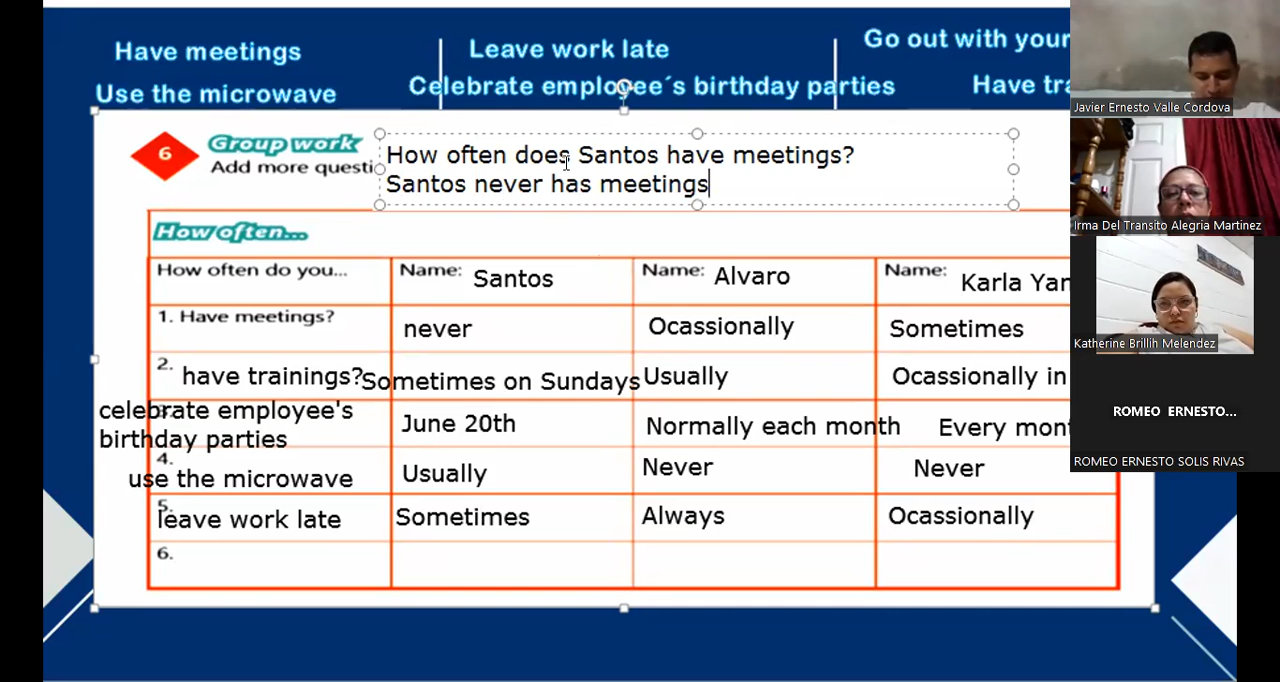 Have meetings
Leave work late
Go out with your
Use the microwave
Celebrate employee´s birthday parties
Have tra
6
Group work
Add more questi
How often does Santos have meetings?
Santos never has meetings
How often...
How often do you...
Name: Santos
Name: Alvaro
Name: Karla Yan
1. Have meetings?
never
Ocassionally
Sometimes
2. have trainings?
Sometimes on Sundays
Usually
Ocassionally in
3. celebrate employee's
birthday parties
June 20th
Normally each month
Every mont
4. use the microwave
Usually
Never
Never
5. leave work late
Sometimes
Always
Ocassionally
6.
Javier Ernesto Valle Cordova
Irma Del Transito Alegria Martinez
Katherine Brillih Melendez
ROMEO ERNESTO...
ROMEO ERNESTO SOLIS RIVAS